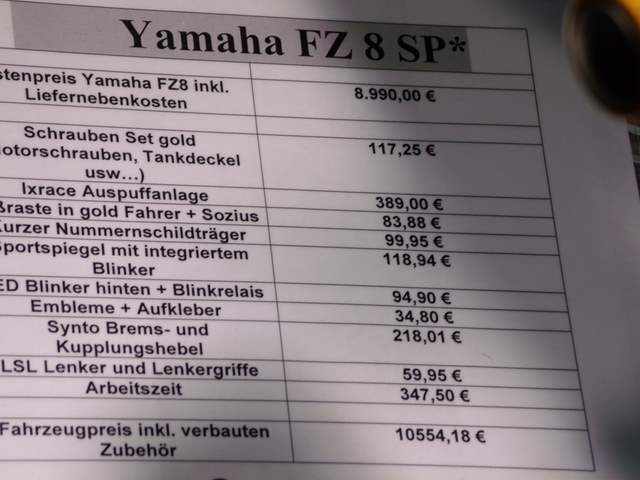 Yamaha FZ 8 SP*
stenpreis Yamaha FZ8 inkl.
Liefernebenkosten
8.990,00 €
Schrauben Set gold
otorschrauben, Tankdeckel
usw...)
117,25 €
Ixrace Auspuffanlage
389,00 €
ßraste in gold Fahrer + Sozius
83,88 €
Kurzer Nummernschildträger
99,95 €
Sportspiegel mit integriertem
Blinker
118,94 €
ED Blinker hinten + Blinkrelais
94,90 €
Embleme + Aufkleber
34,80 €
Synto Brems- und
Kupplungshebel
218,01 €
LSL Lenker und Lenkergriffe
59,95 €
Arbeitszeit
347,50 €
Fahrzeugpreis inkl. verbauten
Zubehör
10554,18 €